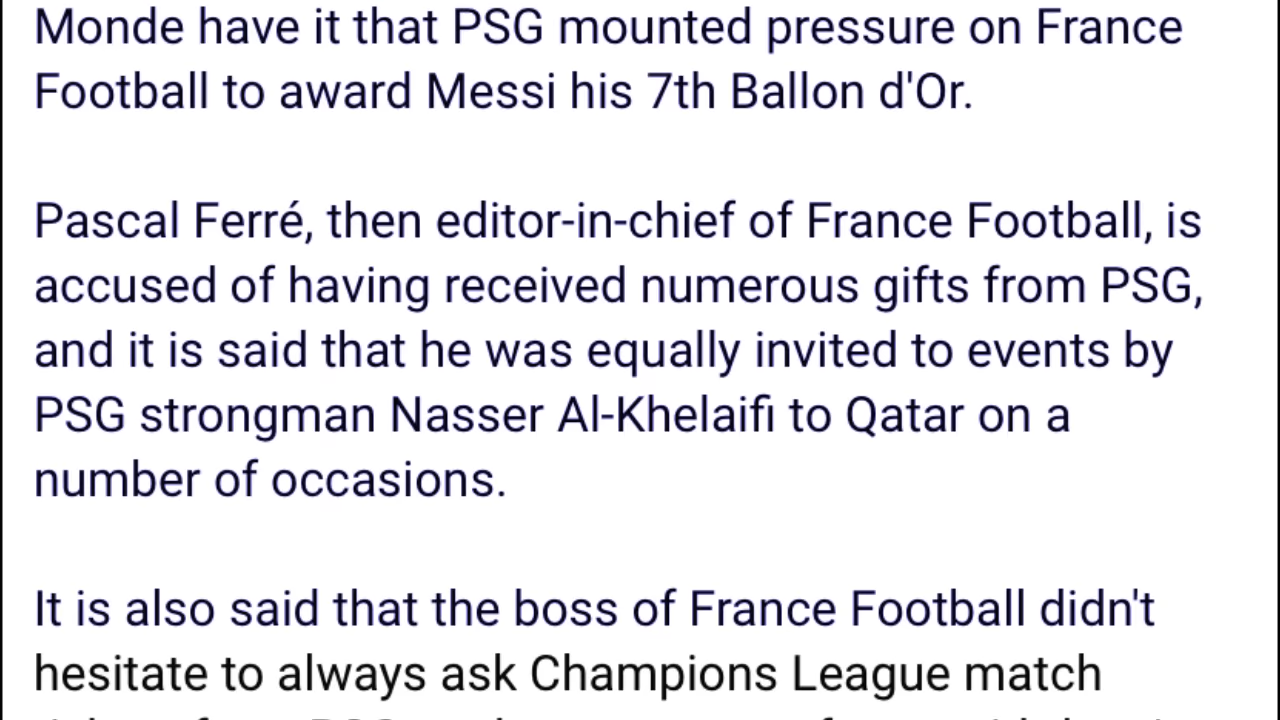 Monde have it that PSG mounted pressure on France
Football to award Messi his 7th Ballon d'Or.
Pascal Ferré, then editor-in-chief of France Football, is
accused of having received numerous gifts from PSG,
and it is said that he was equally invited to events by
PSG strongman Nasser Al-Khelaifi to Qatar on a
number of occasions.
It is also said that the boss of France Football didn't
hesitate to always ask Champions League match